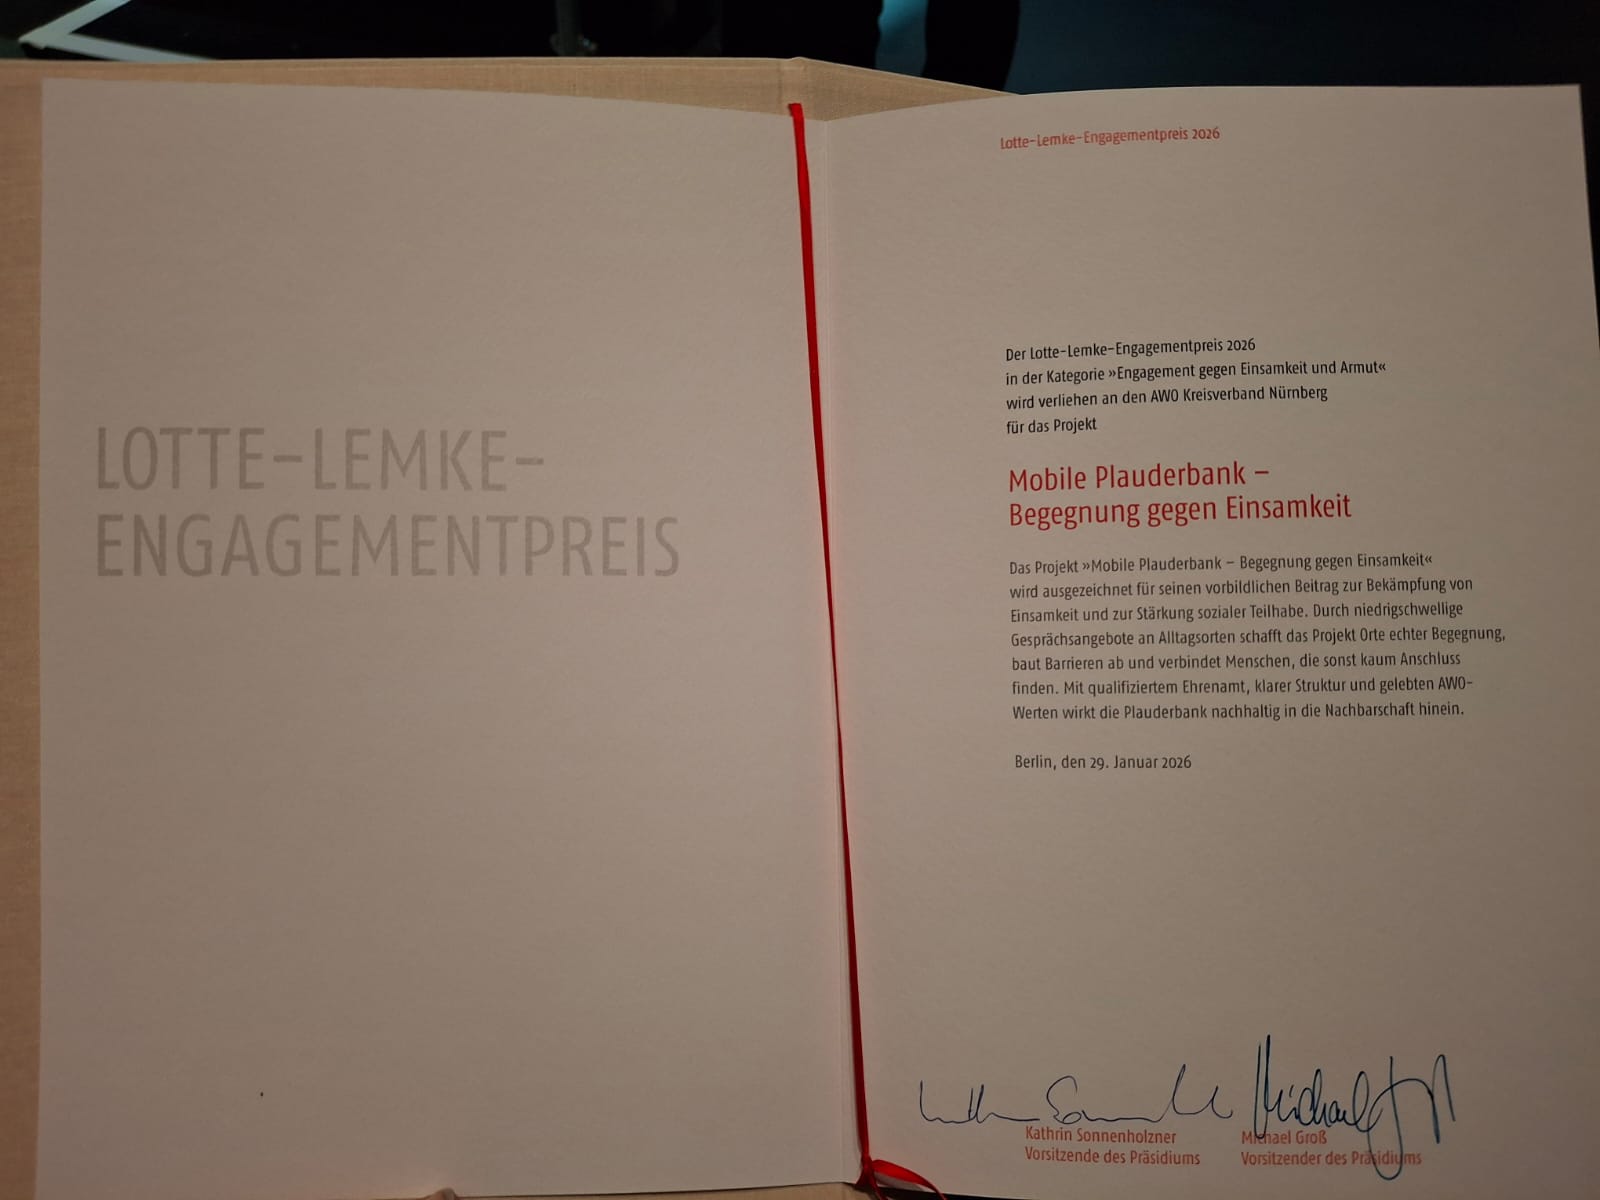 LOTTE-LEMKE-
ENGAGEMENTPREIS
Lotte-Lemke-Engagementpreis 2026
Der Lotte-Lemke-Engagementpreis 2026
in der Kategorie »Engagement gegen Einsamkeit und Armut«
wird verliehen an den AWO Kreisverband Nürnberg
für das Projekt
Mobile Plauderbank –
Begegnung gegen Einsamkeit
Das Projekt »Mobile Plauderbank – Begegnung gegen Einsamkeit«
wird ausgezeichnet für seinen vorbildlichen Beitrag zur Bekämpfung von
Einsamkeit und zur Stärkung sozialer Teilhabe. Durch niedrigschwellige
Gesprächsangebote an Alltagsorten schafft das Projekt Orte echter Begegnung,
baut Barrieren ab und verbindet Menschen, die sonst kaum Anschluss
finden. Mit qualifiziertem Ehrenamt, klarer Struktur und gelebten AWO-
Werten wirkt die Plauderbank nachhaltig in die Nachbarschaft hinein.
Berlin, den 29. Januar 2026
Kathrin Sonnenholzner
Vorsitzende des Präsidiums
Michael Groß
Vorsitzender des Präsidiums